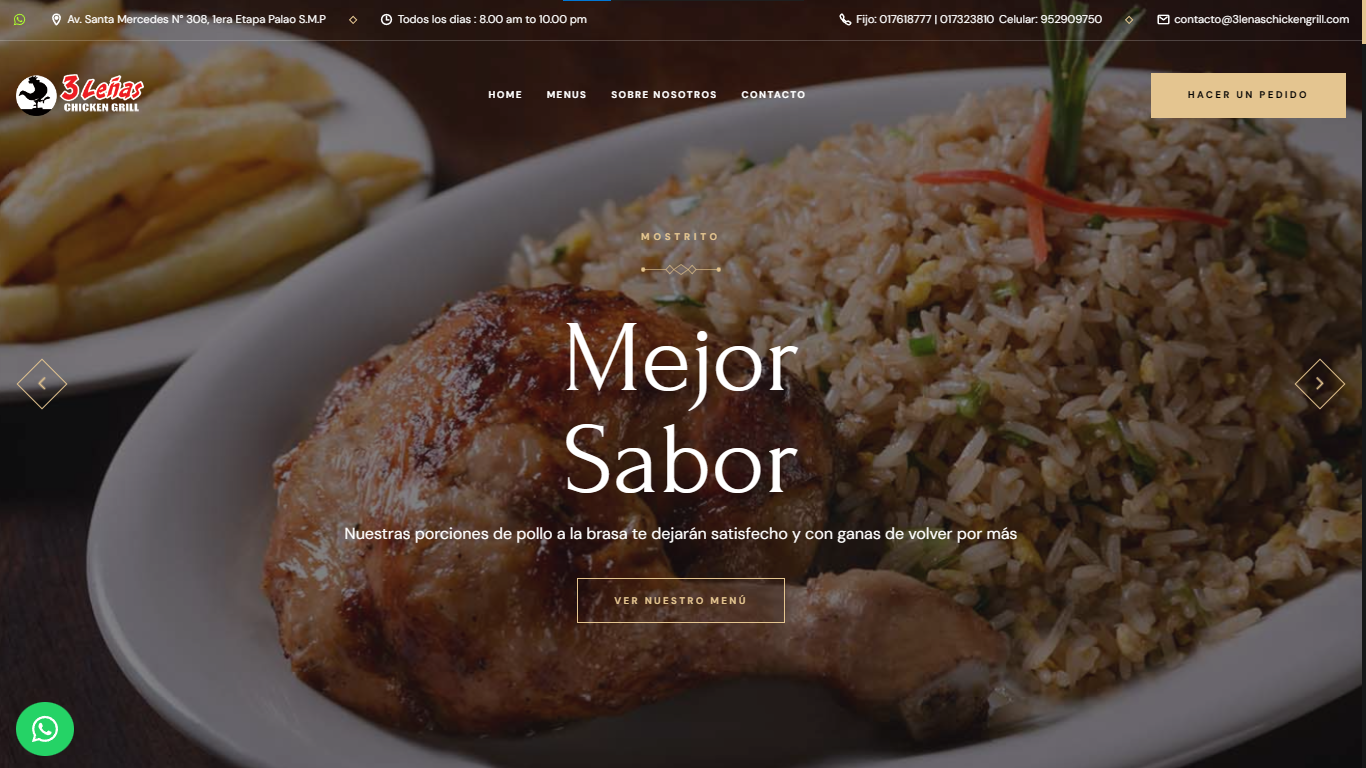 Av. Santa Mercedes N° 308, 1era Etapa Palao S.M.P
Todos los dias : 8.00 am to 10.00 pm
Fijo: 017618777 | 017323810 Celular: 952909750
contacto@3lenaschickengrill.com
3 Leñas
CHICKEN GRILL
HOME MENUS SOBRE NOSOTROS CONTACTO
HACER UN PEDIDO
MOSTRITO
Mejor
Sabor
Nuestras porciones de pollo a la brasa te dejarán satisfecho y con ganas de volver por más
VER NUESTRO MENÚ